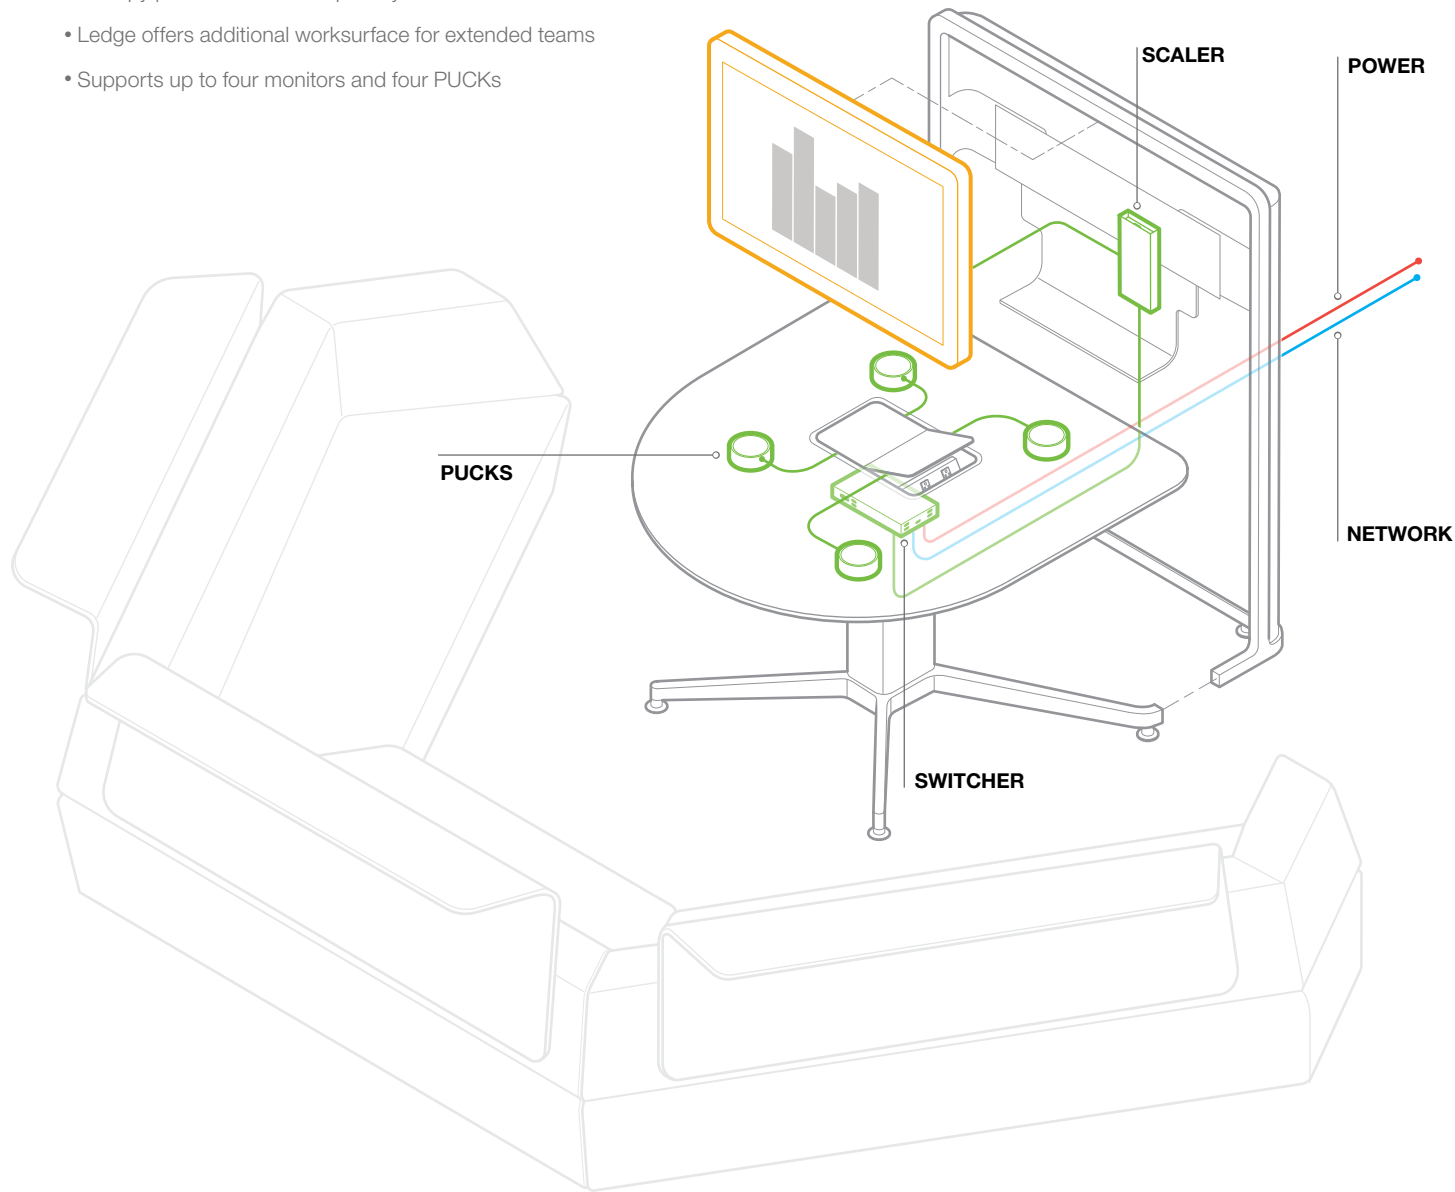 • Ledge offers additional worksurface for extended teams
• Supports up to four monitors and four PUCKs
SCALER
POWER
PUCKS
NETWORK
SWITCHER